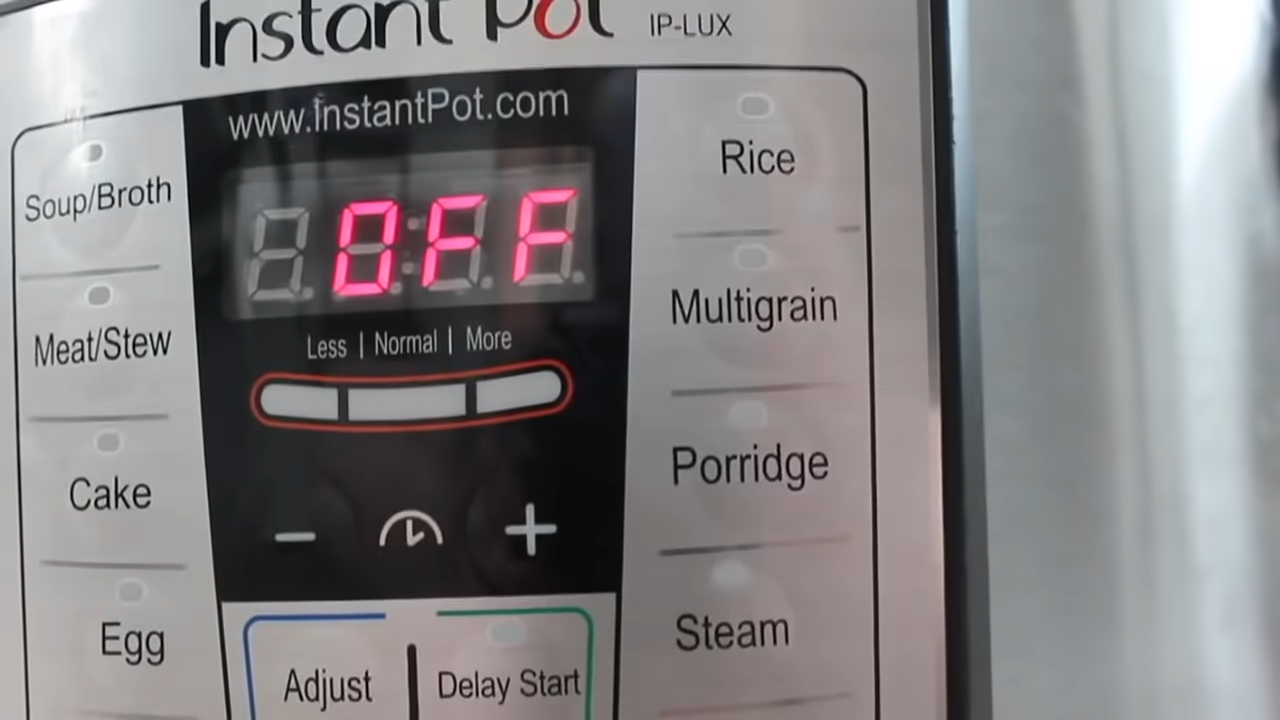 Instant Pot IP-LUX
www.InstantPot.com
OFF
Less | Normal | More
Soup/Broth
Meat/Stew
Cake
Egg
− +
Adjust
Delay Start
Rice
Multigrain
Porridge
Steam